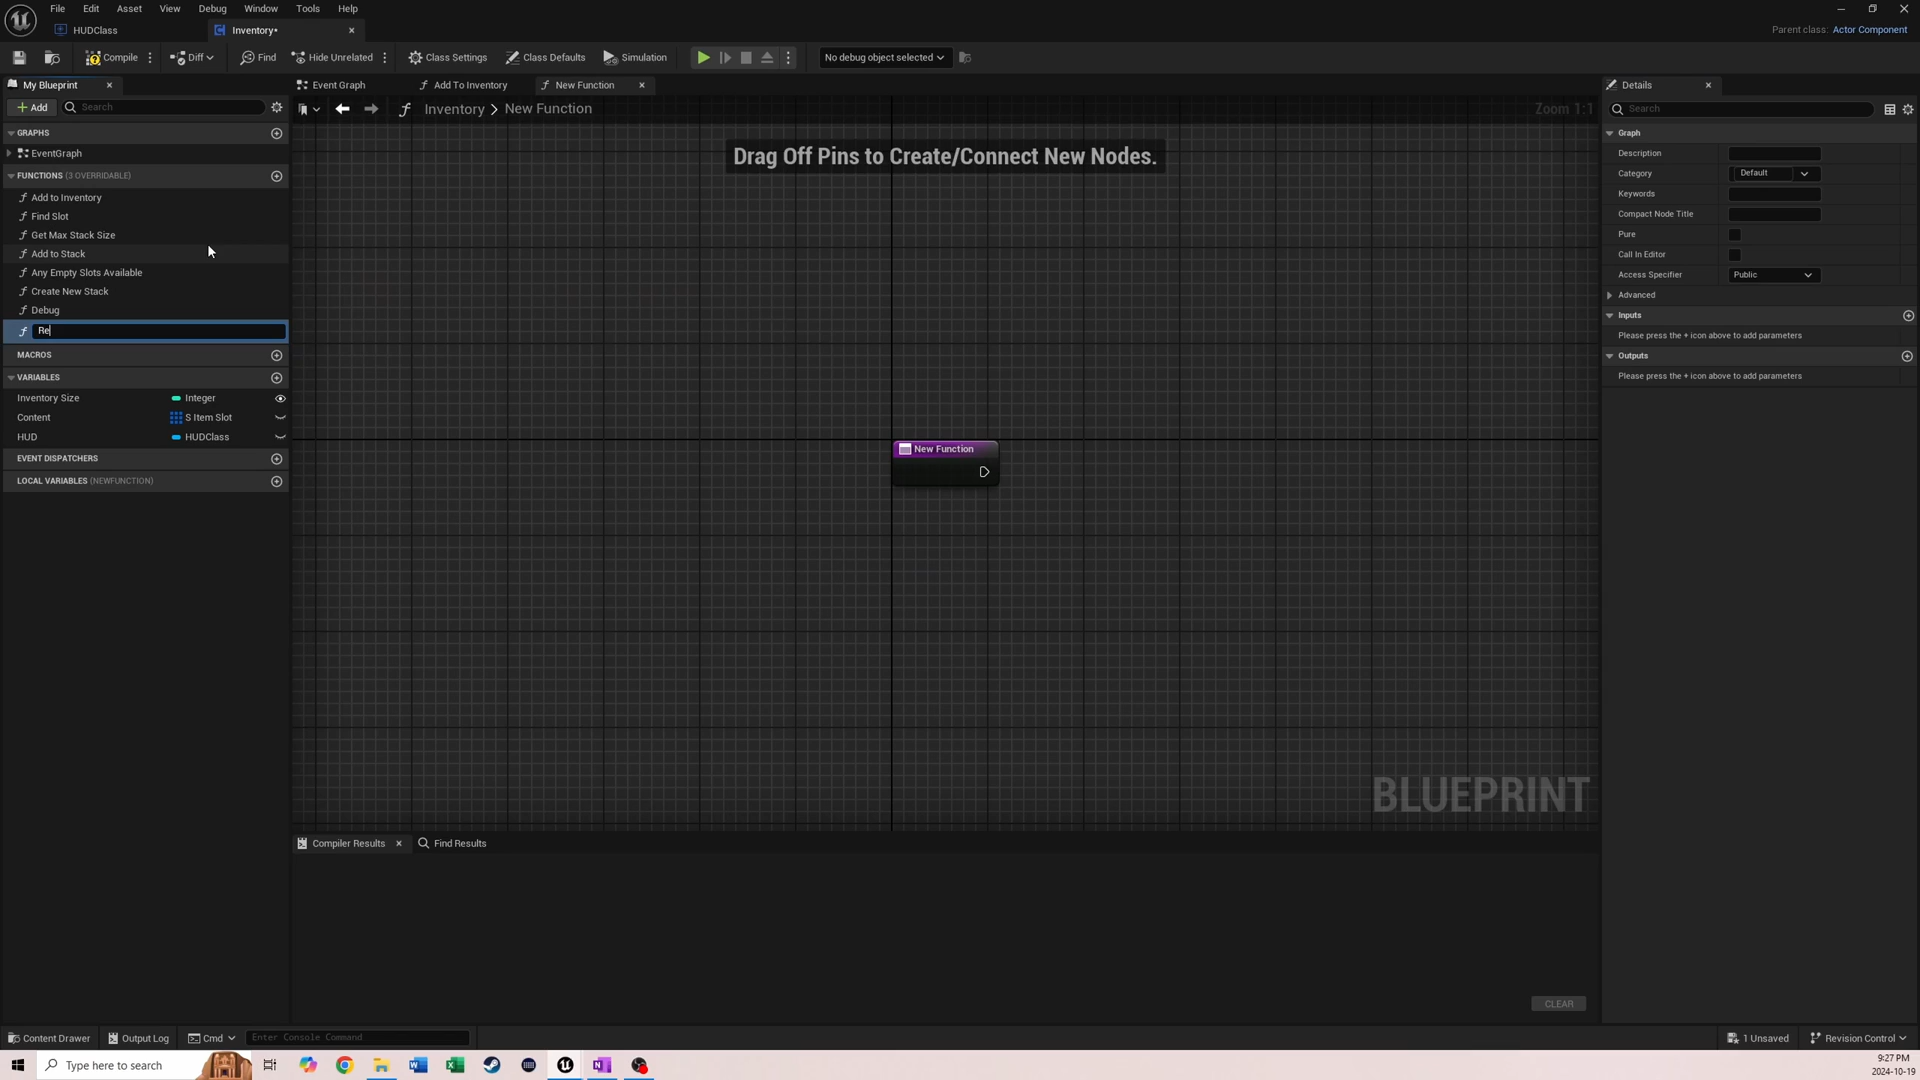 File Edit Asset View Debug Window Tools Help
HUDClass Inventory*
Parent class: Actor Component
Compile Diff Find Hide Unrelated Class Settings Class Defaults Simulation No debug object selected
My Blueprint Event Graph Add To Inventory New Function Details
Add Search Inventory > New Function Zoom 1:1 Search
GRAPHS
EventGraph
FUNCTIONS (3 OVERRIDABLE)
Add to Inventory
Find Slot
Get Max Stack Size
Add to Stack
Any Empty Slots Available
Create New Stack
Debug
Re
MACROS
VARIABLES
Inventory Size Integer
Content S Item Slot
HUD HUDClass
EVENT DISPATCHERS
LOCAL VARIABLES (NEWFUNCTION)
Drag Off Pins to Create/Connect New Nodes.
New Function
BLUEPRINT
Graph
Description
Category Default
Keywords
Compact Node Title
Pure
Call In Editor
Access Specifier Public
Advanced
Inputs
Please press the + icon above to add parameters
Outputs
Please press the + icon above to add parameters
Compiler Results Find Results
CLEAR
Content Drawer Output Log Cmd Enter Console Command 1 Unsaved Revision Control
Type here to search
9:27 PM
2024-10-19